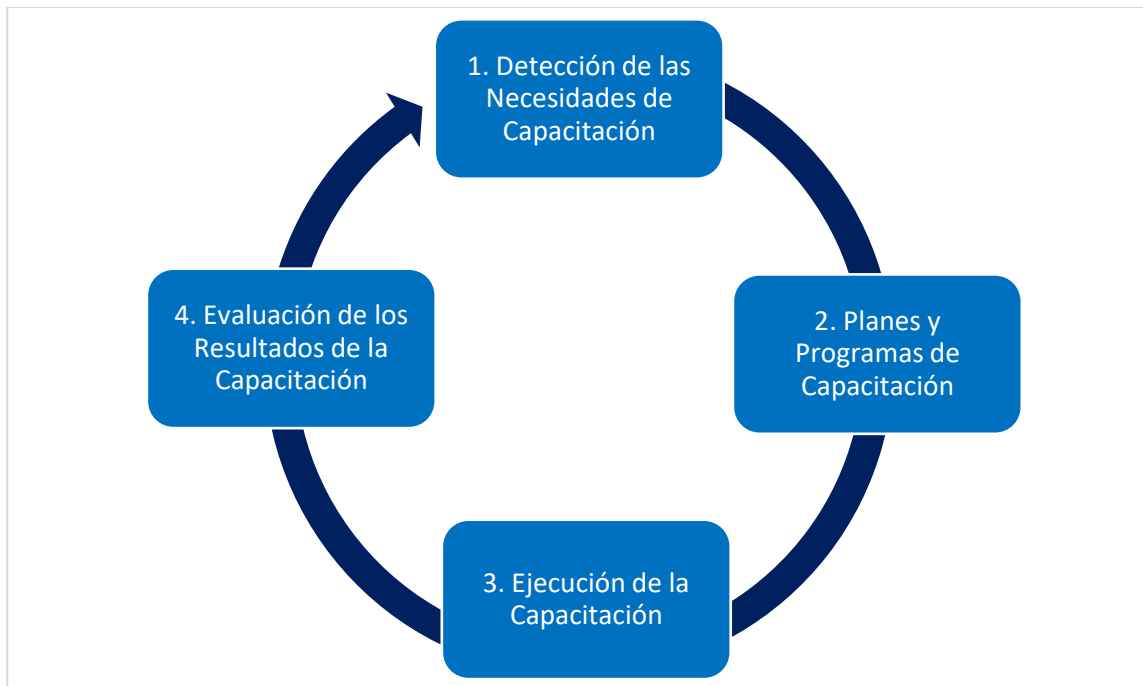 1. Detección de las
Necesidades de
Capacitación
2. Planes y
Programas de
Capacitación
3. Ejecución de la
Capacitación
4. Evaluación de los
Resultados de la
Capacitación